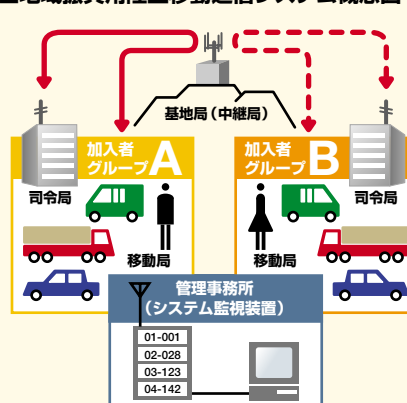 基地局（中継局）
加入者
グループA
加入者
グループB
司令局
司令局
移動局
移動局
管理事務所
（システム監視装置）
01-001
02-028
03-123
04-142